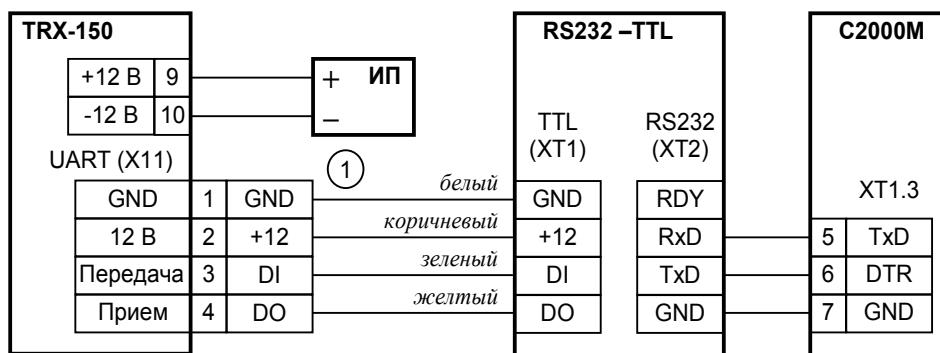 TRX-150
RS232 –TTL
C2000M
+12 В 9
+ ИП
-12 В 10
–
TTL
(XT1)
RS232
(XT2)
UART (X11)
1
XT1.3
GND 1 GND
белый
GND
RDY
12 В 2 +12
коричневый
+12
RxD
5 TxD
Передача 3 DI
зеленый
DI
TxD
6 DTR
Прием 4 DO
желтый
DO
GND
7 GND